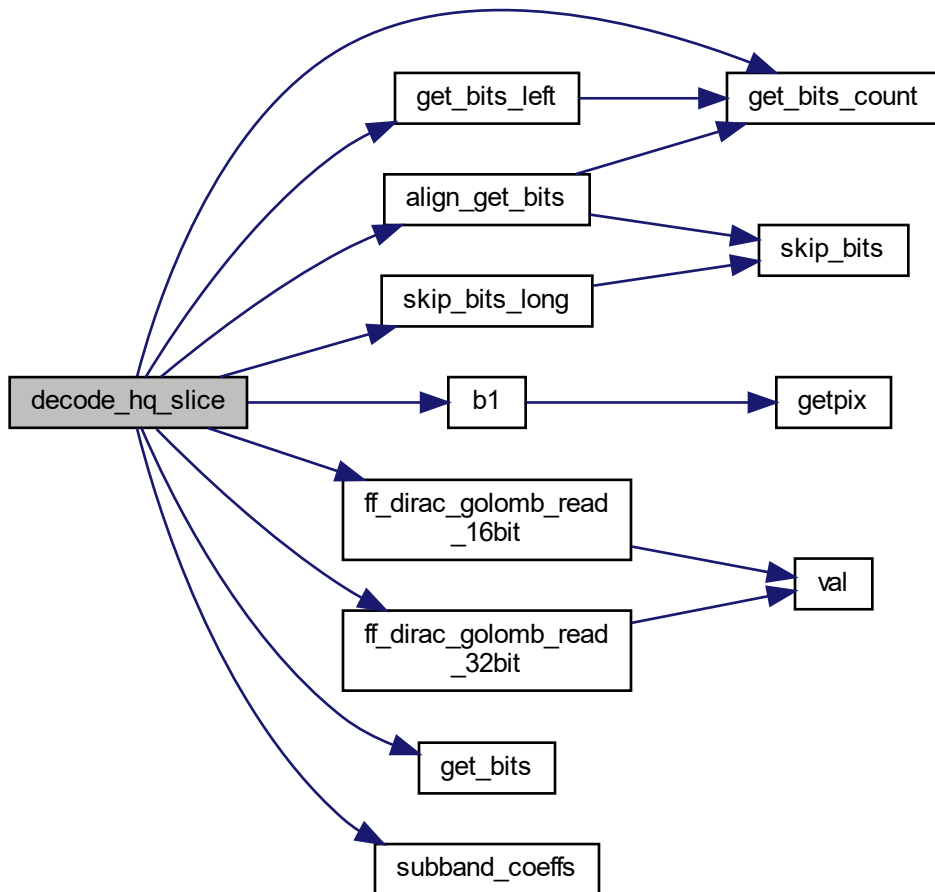 get_bits_left
get_bits_count
align_get_bits
skip_bits
skip_bits_long
decode_hq_slice
b1
getpix
ff_dirac_golomb_read
_16bit
val
ff_dirac_golomb_read
_32bit
get_bits
subband_coeffs